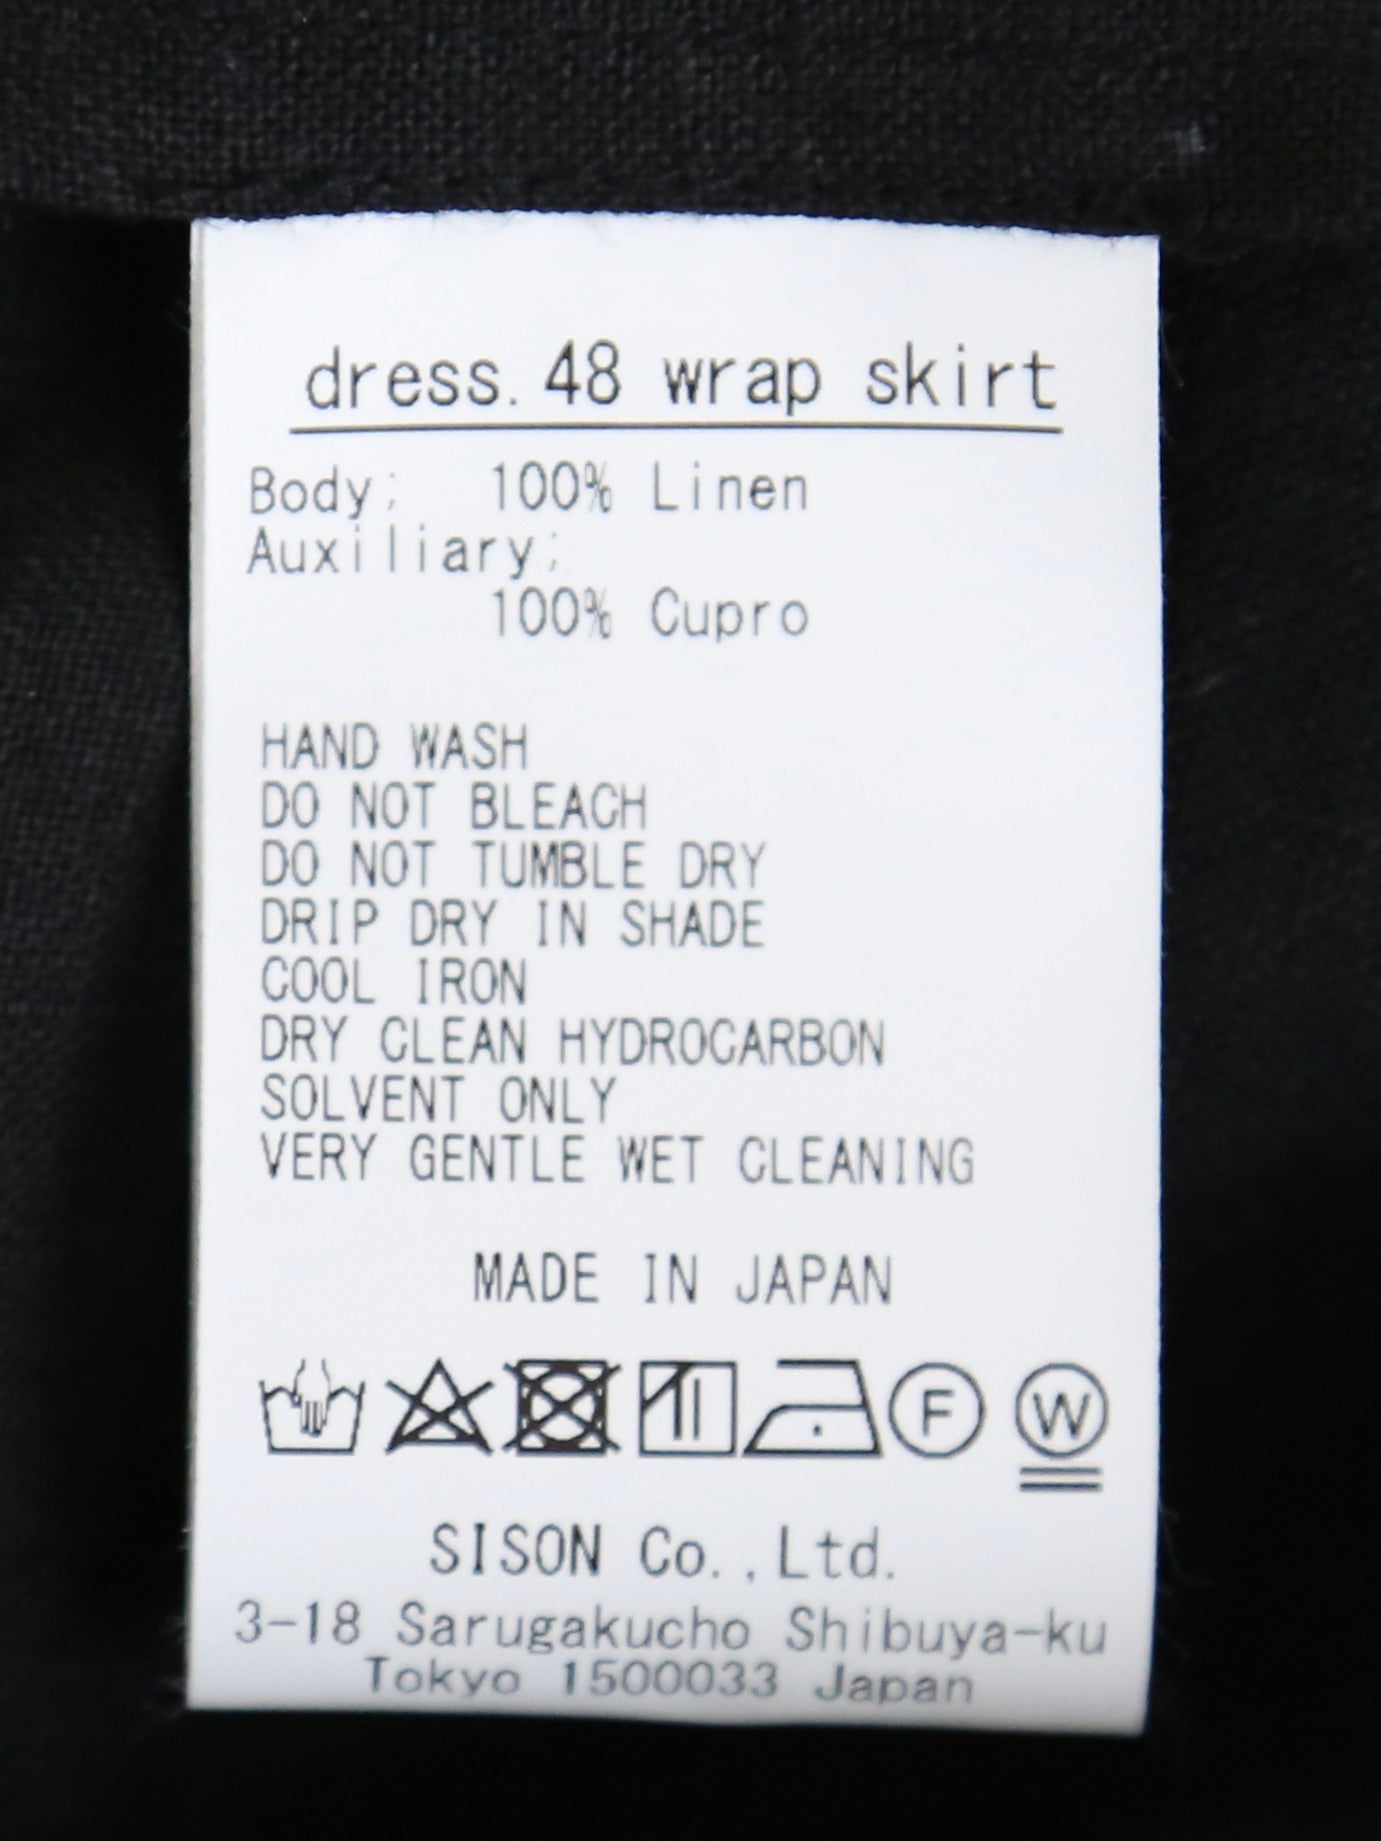 dress. 48 wrap skirt
Body; 100% Linen
Auxiliary;
100% Cupro
HAND WASH
DO NOT BLEACH
DO NOT TUMBLE DRY
DRIP DRY IN SHADE
COOL IRON
DRY CLEAN HYDROCARBON
SOLVENT ONLY
VERY GENTLE WET CLEANING
MADE IN JAPAN
F W
SISON Co., Ltd.
3-18 Sarugakucho Shibuya-ku
Tokyo 1500033 Japan